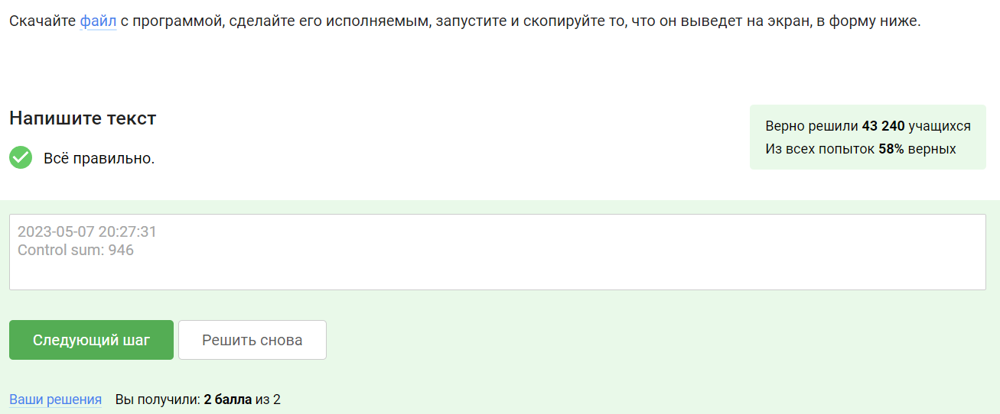 Скачайте файл с программой, сделайте его исполняемым, запустите и скопируйте то, что он выведет на экран, в форму ниже.
Напишите текст
Всё правильно.
Верно решили 43 240 учащихся
Из всех попыток 58% верных
2023-05-07 20:27:31
Control sum: 946
Следующий шаг
Решить снова
Ваши решения Вы получили: 2 балла из 2